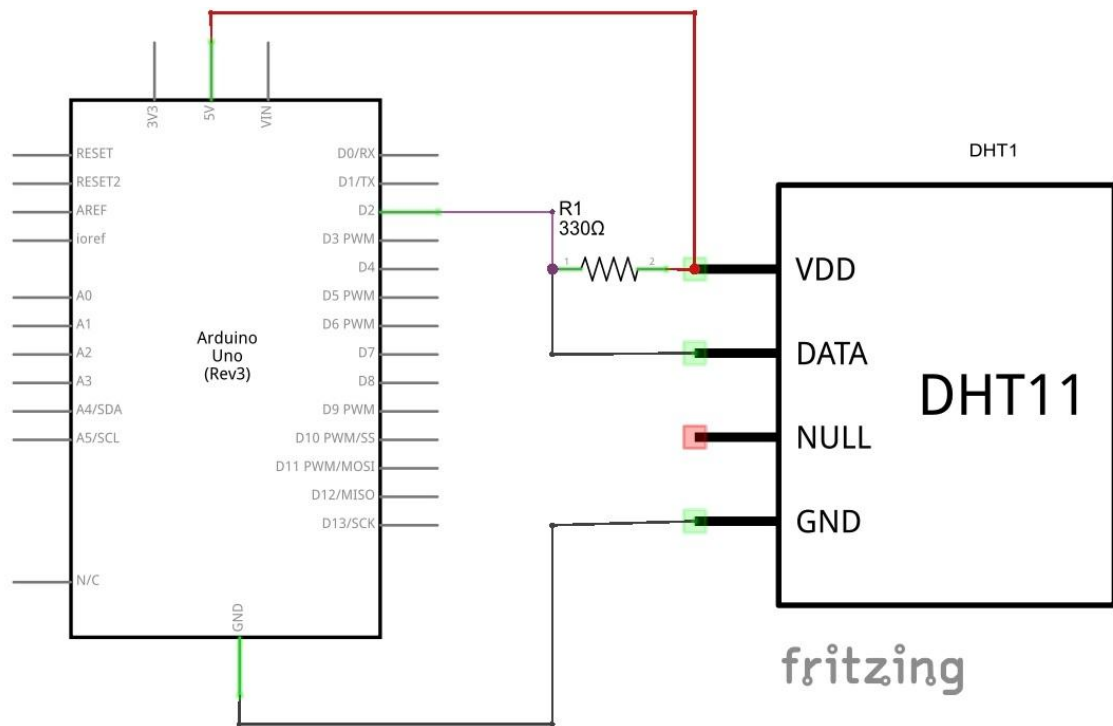 3V3
5V
VIN
RESET
RESET2
AREF
ioref
A0
A1
A2
A3
A4/SDA
A5/SCL
N/C
Arduino
Uno
(Rev3)
D0/RX
D1/TX
D2
D3 PWM
D4
D5 PWM
D6 PWM
D7
D8
D9 PWM
D10 PWM/SS
D11 PWM/MOSI
D12/MISO
D13/SCK
GND
R1
330Ω
1
2
DHT1
VDD
DATA
NULL
GND
DHT11
fritzing